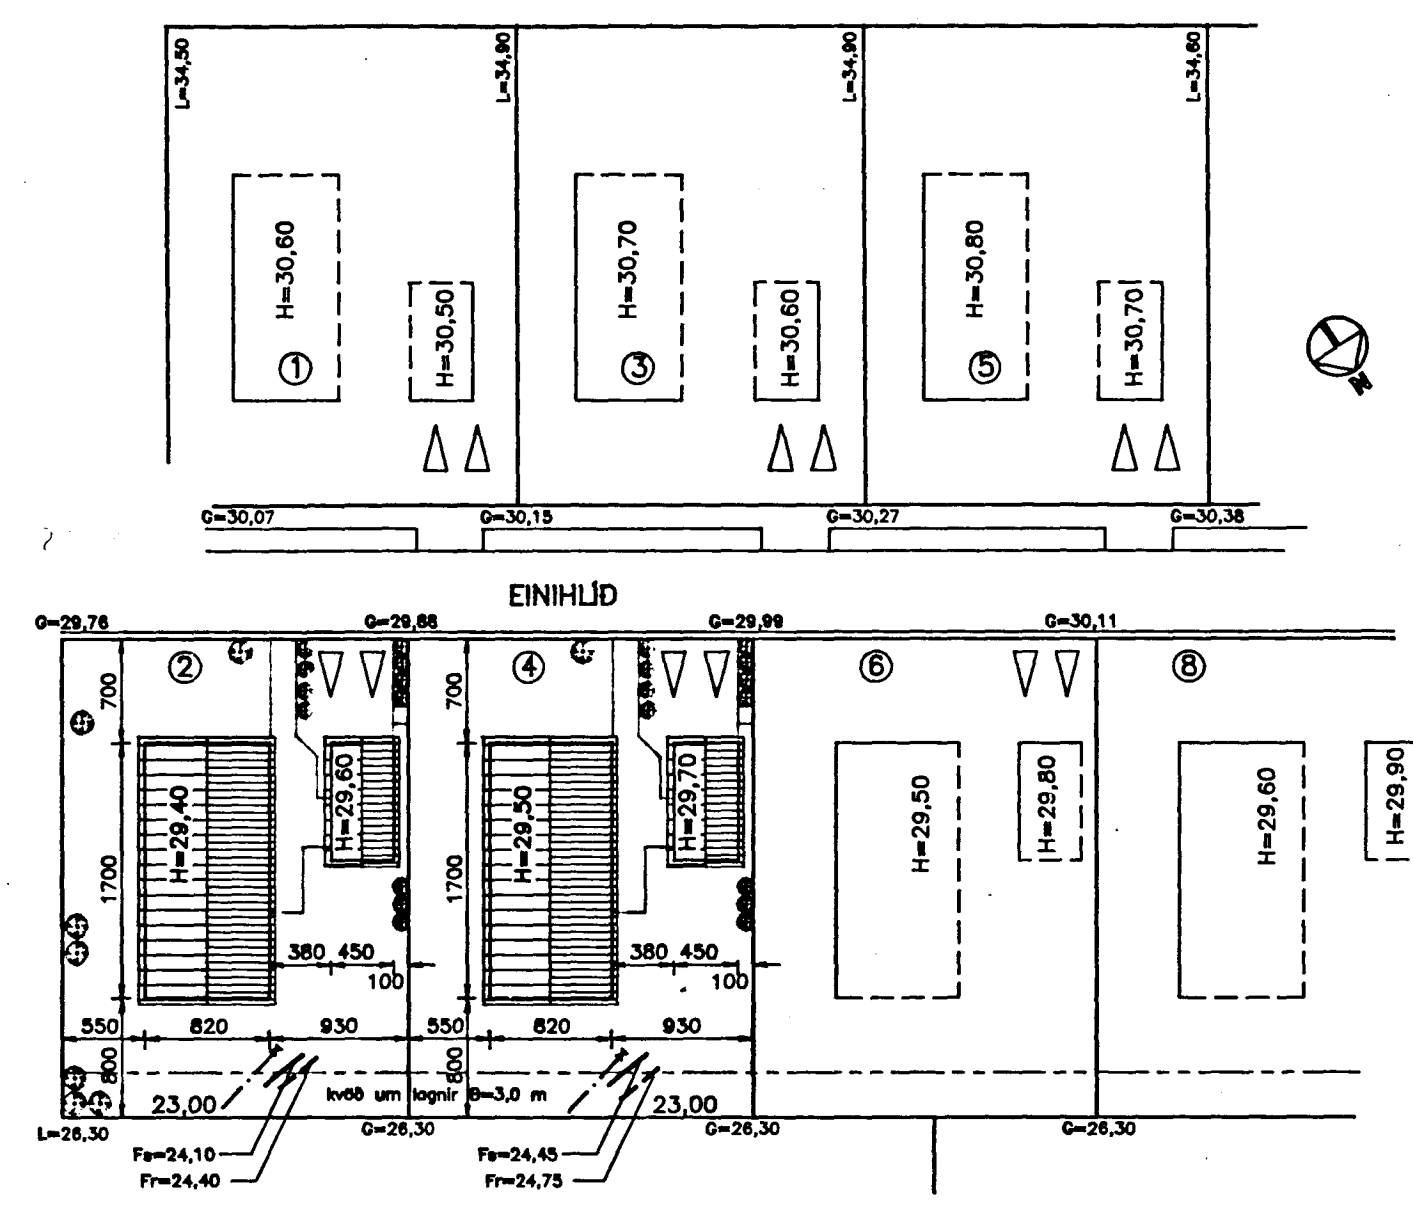 L=34,50
L=34,90
L=34,90
L=34,60
H=30,60
H=30,50
H=30,70
H=30,60
H=30,80
H=30,70
1
3
5
N
G=30,07
G=30,15
G=30,27
G=30,38
EINIHLÍÐ
G=29,76
G=29,88
G=29,99
G=30,11
2
4
6
8
700
700
H=29,40
H=29,60
H=29,50
H=29,70
H=29,50
H=29,80
H=29,60
H=29,90
1700
1700
380 450
100
380 450
100
550
820
930
550
820
930
800
800
kvöð um lagnir B=3,0 m
23,00
23,00
L=26,30
G=26,30
G=26,30
G=26,30
Fs=24,10
Fr=24,40
Fs=24,45
Fr=24,75